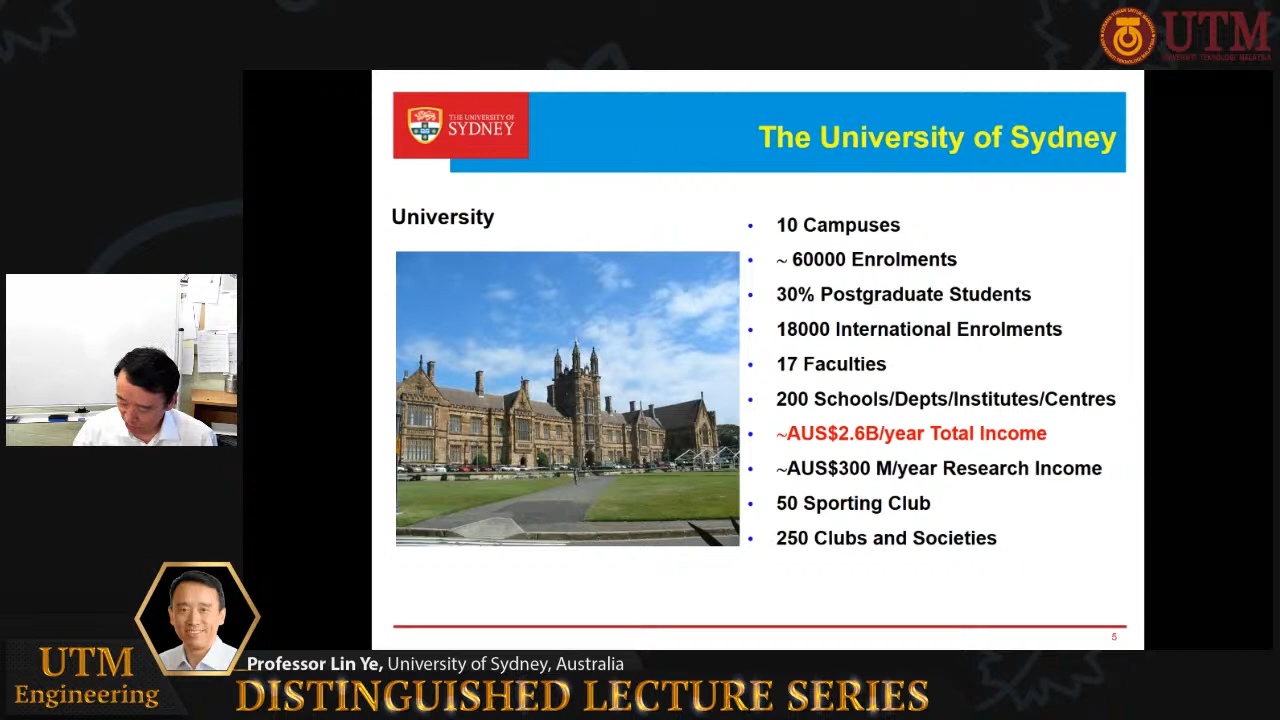 UTM
UNIVERSITI TEKNOLOGI MALAYSIA
THE UNIVERSITY OF
SYDNEY
The University of Sydney
University
• 10 Campuses
• ~ 60000 Enrolments
• 30% Postgraduate Students
• 18000 International Enrolments
• 17 Faculties
• 200 Schools/Depts/Institutes/Centres
• ~AUS$2.6B/year Total Income
• ~AUS$300 M/year Research Income
• 50 Sporting Club
• 250 Clubs and Societies
5
Professor Lin Ye, University of Sydney, Australia
UTM
Engineering
DISTINGUISHED LECTURE SERIES